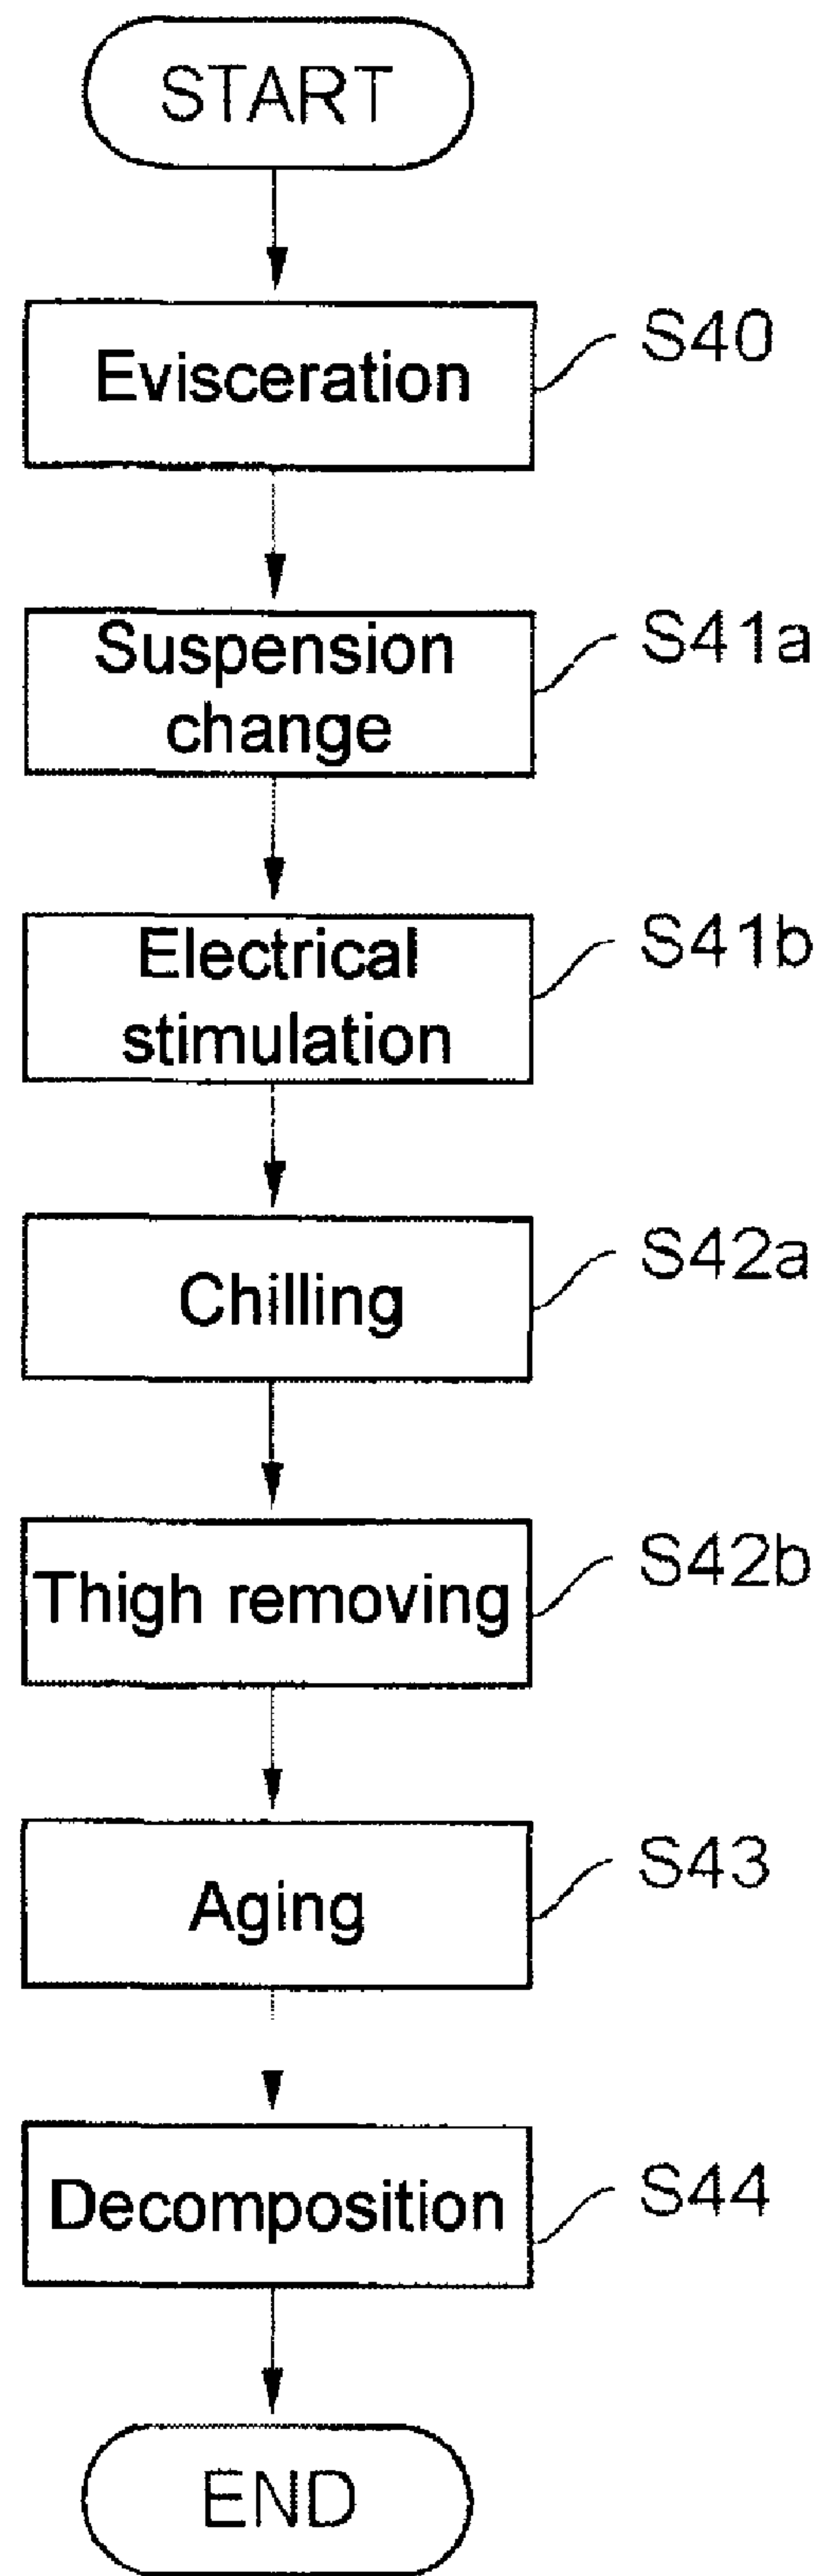 START
Evisceration
S40
Suspension
change
S41a
Electrical
stimulation
S41b
Chilling
S42a
Thigh removing
S42b
Aging
S43
Decomposition
S44
END